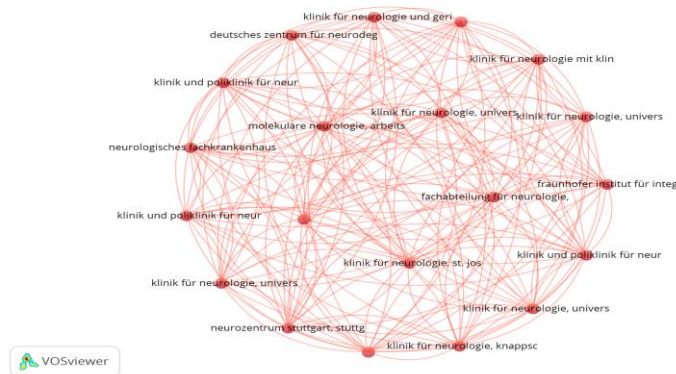 klinik für neurologie und geri
deutsches zentrum für neurodeg
klinik für neurologie mit klin
klinik und poliklinik für neur
klinik für neurologie, univers
klinik für neurologie, univers
molekulare neurologie, arbeits
neurologisches fachkrankenhaus
fraunhofer institut für integ
fachabteilung für neurologie,
klinik und poliklinik für neur
klinik und poliklinik für neur
klinik für neurologie, st. jos
klinik für neurologie, univers
klinik für neurologie, univers
neurozentrum stuttgart, stuttg
klinik für neurologie, knappsc
VOSviewer